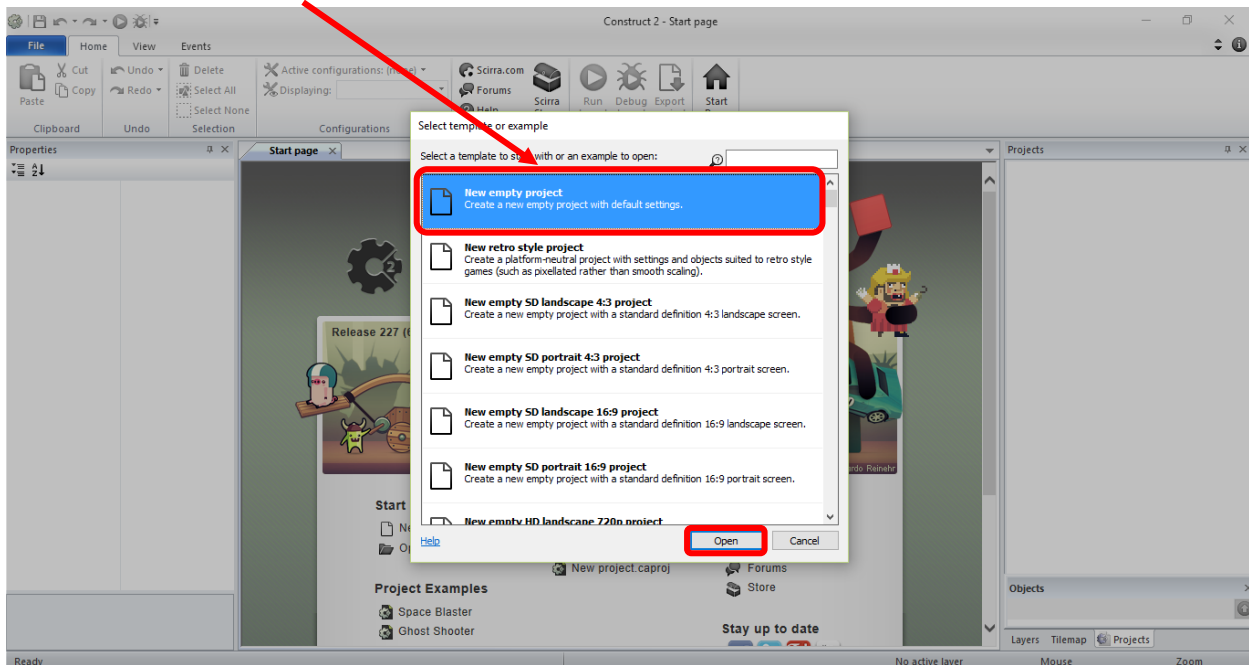 Construct 2 - Start page
File Home View Events
Cut
Copy
Paste
Clipboard
Undo
Redo
Undo
Delete
Select All
Select None
Selection
Active configurations:
Displaying:
Configurations
Scirra.com
Forums
Help
Scirra
Run Debug Export
Start
Properties
Start page
Projects
Release 227
Start
Project Examples
Space Blaster
Ghost Shooter
New project.caproj
Forums
Store
Stay up to date
Select template or example
Select a template to start with or an example to open:
New empty project
Create a new empty project with default settings.
New retro style project
Create a platform-neutral project with settings and objects suited to retro style
games (such as pixellated rather than smooth scaling).
New empty SD landscape 4:3 project
Create a new empty project with a standard definition 4:3 landscape screen.
New empty SD portrait 4:3 project
Create a new empty project with a standard definition 4:3 portrait screen.
New empty SD landscape 16:9 project
Create a new empty project with a standard definition 16:9 landscape screen.
New empty SD portrait 16:9 project
Create a new empty project with a standard definition 16:9 portrait screen.
New empty HD landscape 720p project
Help
Open Cancel
Objects
Layers Tilemap Projects
Ready
No active layer Mouse Zoom